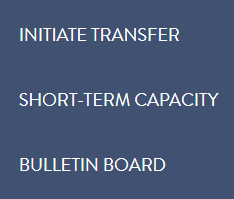 INITIATE TRANSFER
SHORT-TERM CAPACITY
BULLETIN BOARD